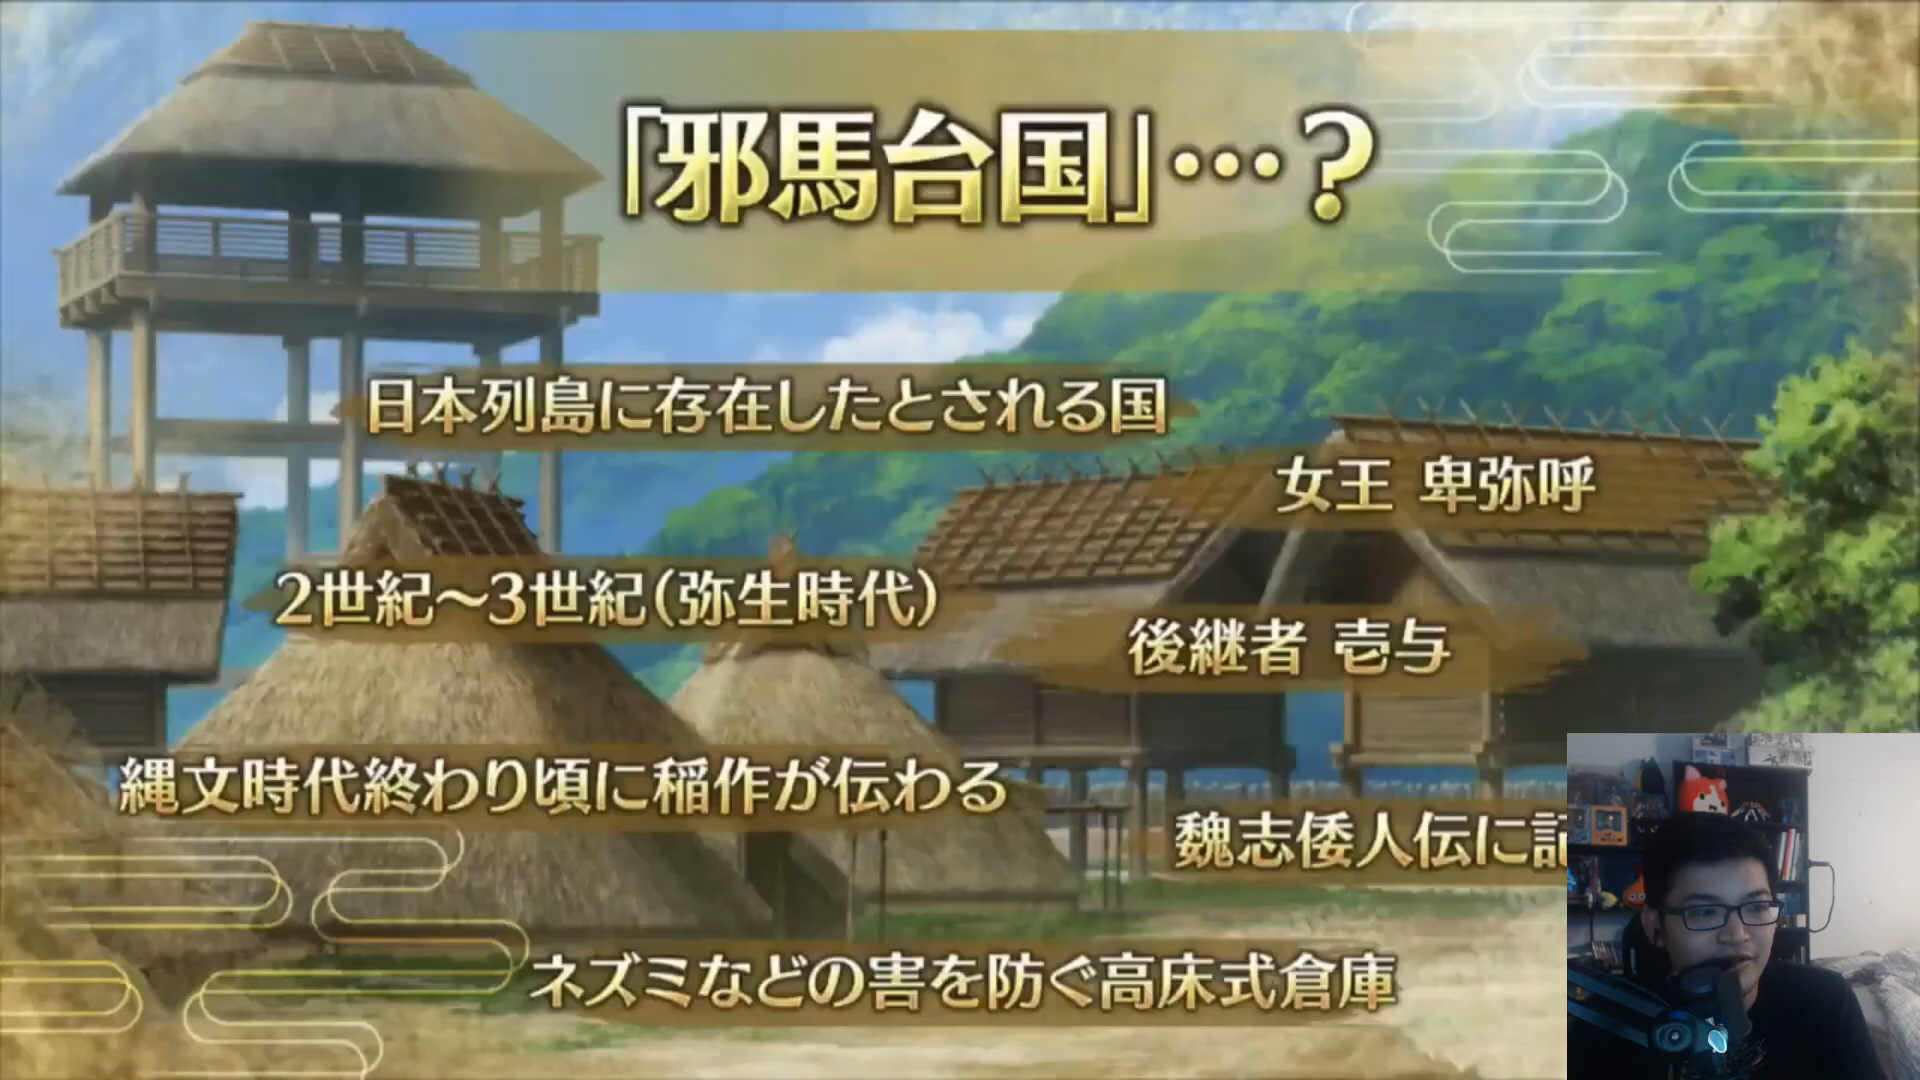 「邪馬台国」…？
日本列島に存在したとされる国
女王 卑弥呼
2世紀～3世紀（弥生時代）
後継者 壱与
縄文時代終わり頃に稲作が伝わる
魏志倭人伝に記
ネズミなどの害を防ぐ高床式倉庫